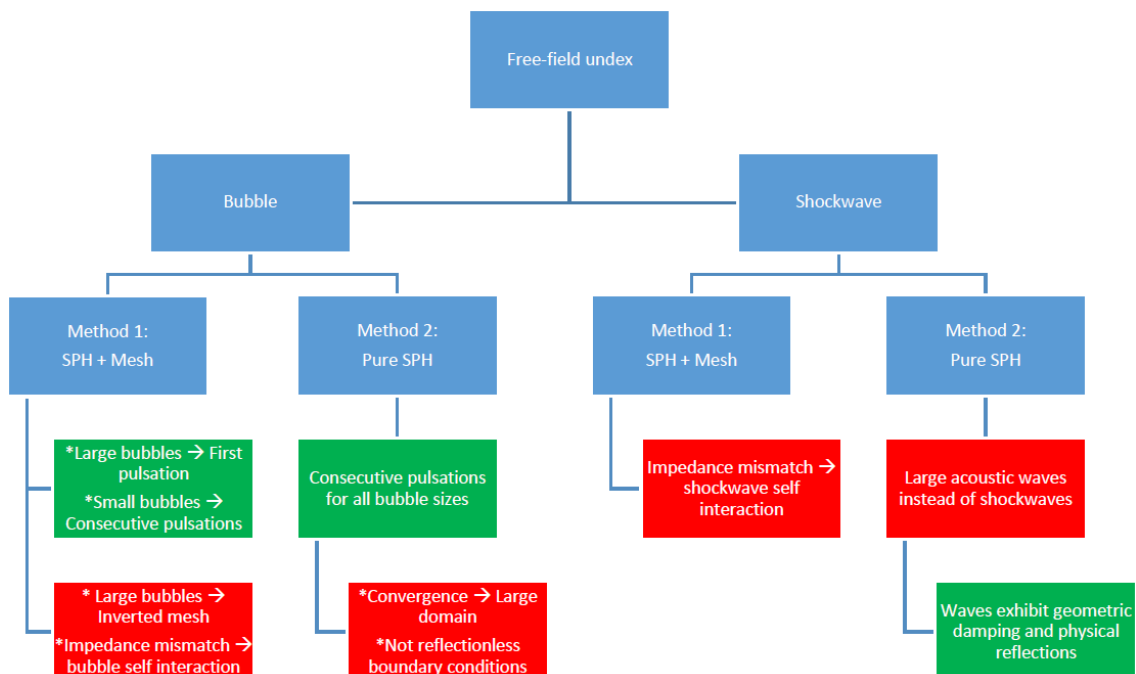 Free-field undex
Bubble
Shockwave
Method 1:
SPH + Mesh
Method 2:
Pure SPH
Method 1:
SPH + Mesh
Method 2:
Pure SPH
*Large bubbles → First
pulsation
*Small bubbles →
Consecutive pulsations
Consecutive pulsations
for all bubble sizes
Impedance mismatch →
shockwave self
interaction
Large acoustic waves
instead of shockwaves
* Large bubbles →
Inverted mesh
*Impedance mismatch →
bubble self interaction
*Convergence → Large
domain
*Not reflectionless
boundary conditions
Waves exhibit geometric
damping and physical
reflections